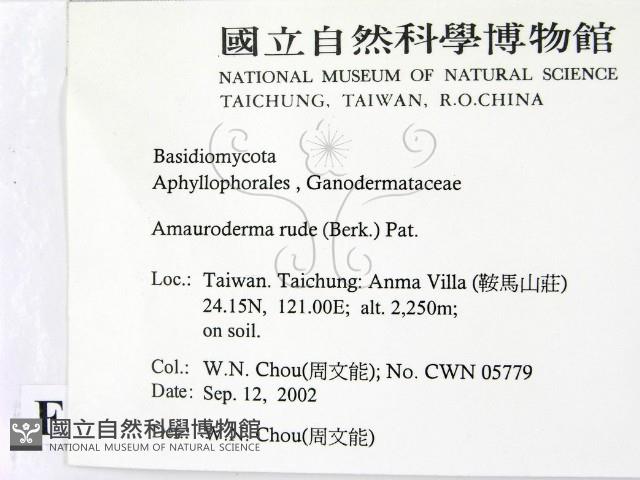 國立自然科學博物館
NATIONAL MUSEUM OF NATURAL SCIENCE
TAICHUNG, TAIWAN, R.O.CHINA
Basidiomycota
Aphyllophorales , Ganodermataceae
Amauroderma rude (Berk.) Pat.
Loc.: Taiwan. Taichung: Anma Villa (鞍馬山莊)
24.15N, 121.00E; alt. 2,250m;
on soil.
Col.: W.N. Chou(周文能); No. CWN 05779
Date: Sep. 12, 2002
W.N. Chou(周文能)
F
國立自然科學博物館
NATIONAL MUSEUM OF NATURAL SCIENCE